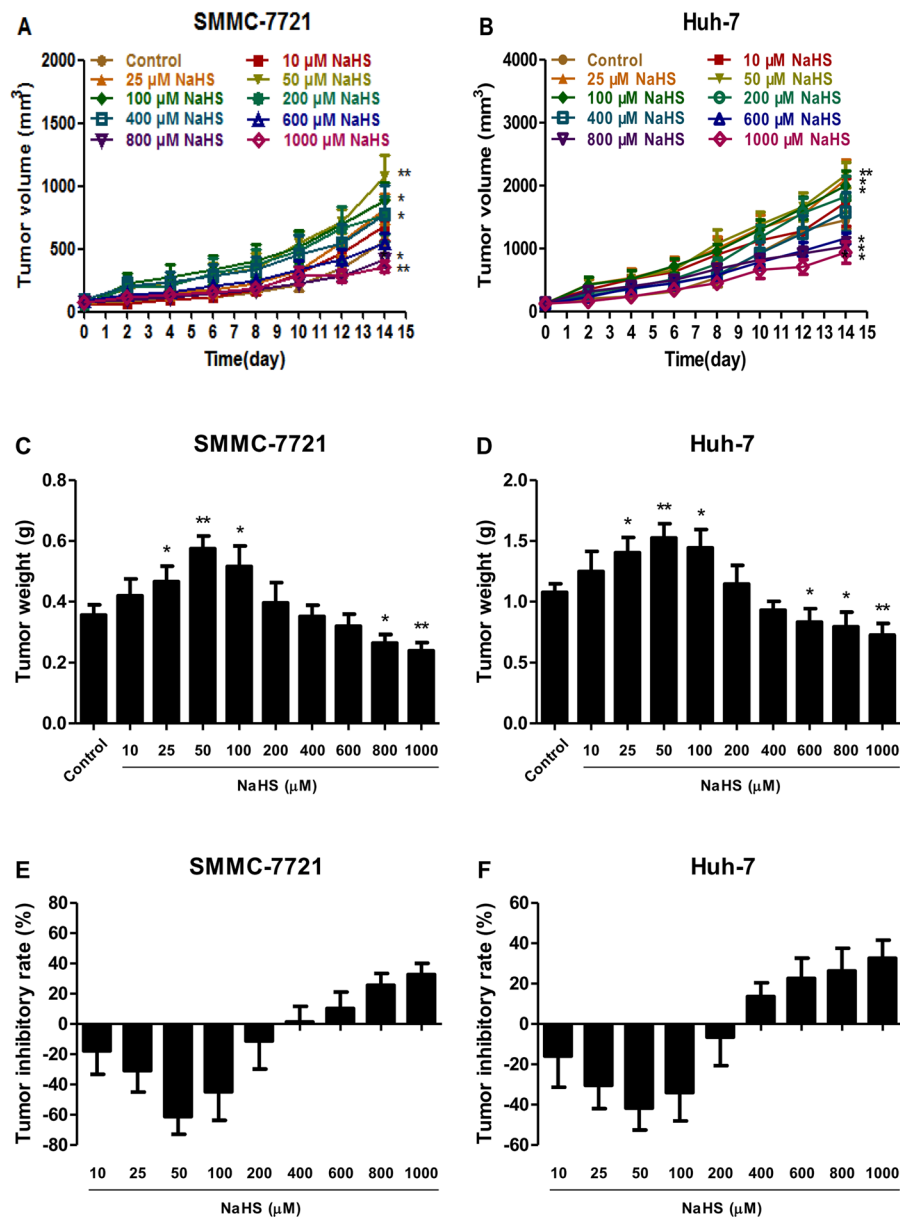 A
SMMC-7721
Tumor volume (mm³)
2000
1500
1000
500
0
Control
10 µM NaHS
25 µM NaHS
50 µM NaHS
100 µM NaHS
200 µM NaHS
400 µM NaHS
600 µM NaHS
800 µM NaHS
1000 µM NaHS
**
*
*
*
**
0 1 2 3 4 5 6 7 8 9 10 11 12 13 14 15
Time(day)
B
Huh-7
Tumor volume (mm³)
4000
3000
2000
1000
0
Control
10 µM NaHS
25 µM NaHS
50 µM NaHS
100 µM NaHS
200 µM NaHS
400 µM NaHS
600 µM NaHS
800 µM NaHS
1000 µM NaHS
**
*
*
*
*
*
0 1 2 3 4 5 6 7 8 9 10 11 12 13 14 15
Time(day)
C
SMMC-7721
Tumor weight (g)
0.8
0.6
0.4
0.2
0.0
* ** * * **
Control 10 25 50 100 200 400 600 800 1000
NaHS (µM)
D
Huh-7
Tumor weight (g)
2.0
1.5
1.0
0.5
0.0
* ** * * * **
Control 10 25 50 100 200 400 600 800 1000
NaHS (µM)
E
SMMC-7721
Tumor inhibitory rate (%)
80
60
40
20
0
-20
-40
-60
-80
10 25 50 100 200 400 600 800 1000
NaHS (µM)
F
Huh-7
Tumor inhibitory rate (%)
60
40
20
0
-20
-40
-60
10 25 50 100 200 400 600 800 1000
NaHS (µM)